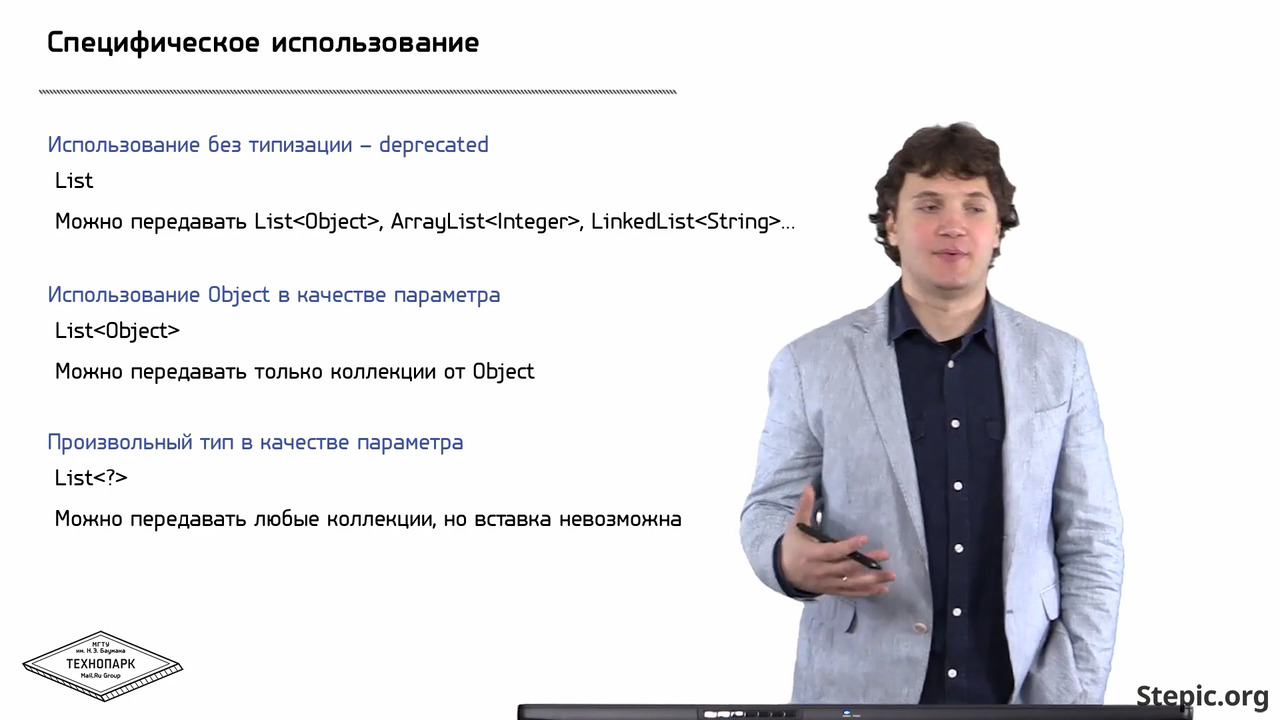 Специфическое использование
Использование без типизации – deprecated
List
Можно передавать List<Object>, ArrayList<Integer>, LinkedList<String>...
Использование Object в качестве параметра
List<Object>
Можно передавать только коллекции от Object
Произвольный тип в качестве параметра
List<?>
Можно передавать любые коллекции, но вставка невозможна
МГТУ
им. Н.Э. Баумана
ТЕХНОПАРК
Mail.Ru Group
Stepic.org